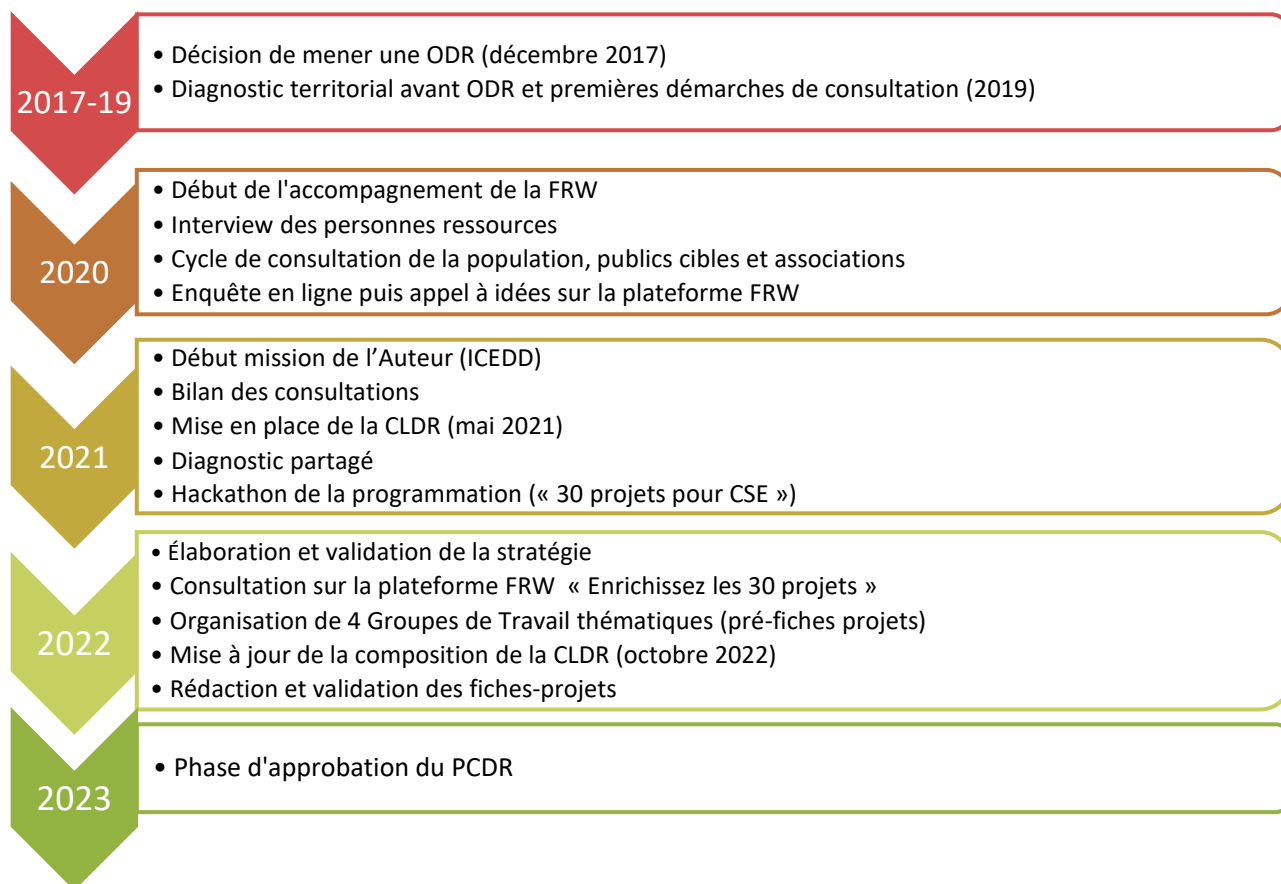 2017-19
• Décision de mener une ODR (décembre 2017)
• Diagnostic territorial avant ODR et premières démarches de consultation (2019)
2020
• Début de l'accompagnement de la FRW
• Interview des personnes ressources
• Cycle de consultation de la population, publics cibles et associations
• Enquête en ligne puis appel à idées sur la plateforme FRW
2021
• Début mission de l’Auteur (ICEDD)
• Bilan des consultations
• Mise en place de la CLDR (mai 2021)
• Diagnostic partagé
• Hackathon de la programmation (« 30 projets pour CSE »)
2022
• Élaboration et validation de la stratégie
• Consultation sur la plateforme FRW « Enrichissez les 30 projets »
• Organisation de 4 Groupes de Travail thématiques (pré-fiches projets)
• Mise à jour de la composition de la CLDR (octobre 2022)
• Rédaction et validation des fiches-projets
2023
• Phase d'approbation du PCDR